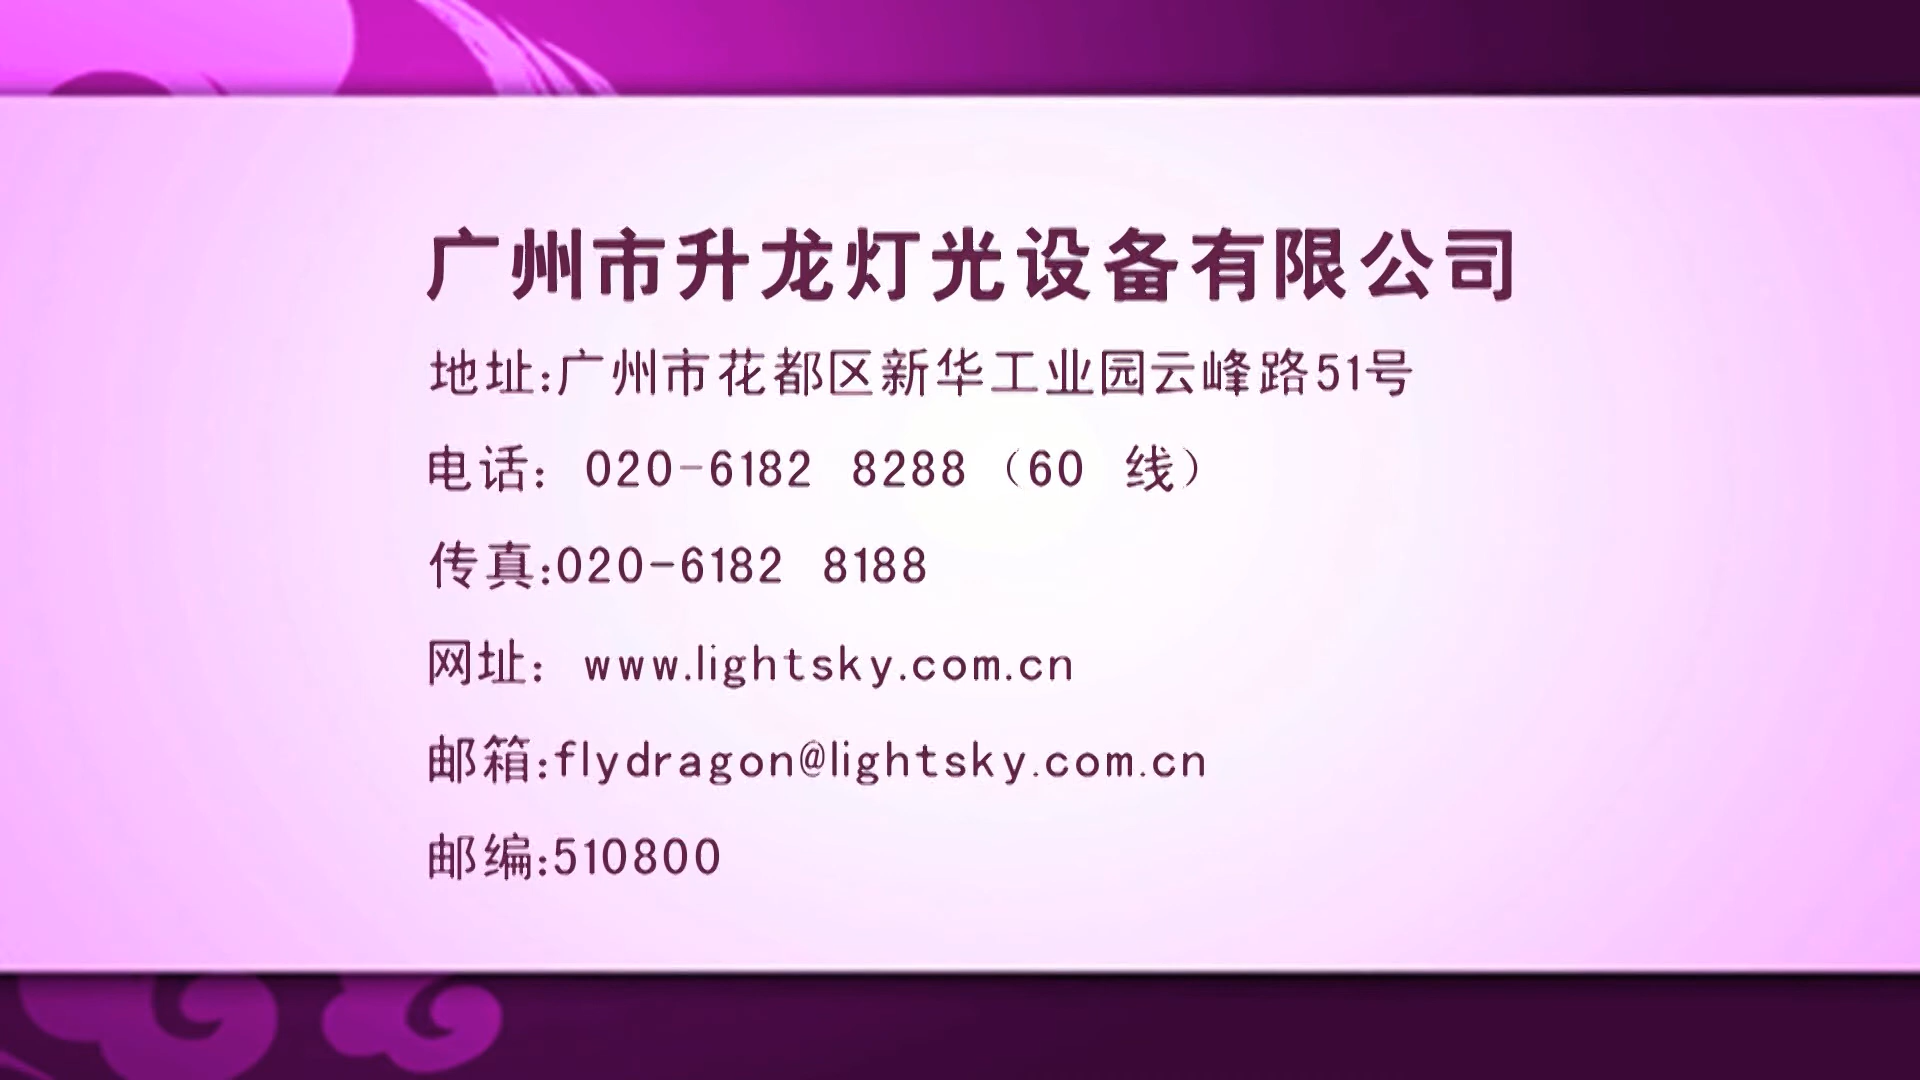 广州市升龙灯光设备有限公司
地址:广州市花都区新华工业园云峰路51号
电话：020-6182 8288（60 线）
传真:020-6182 8188
网址：www.lightsky.com.cn
邮箱:flydragon@lightsky.com.cn
邮编:510800